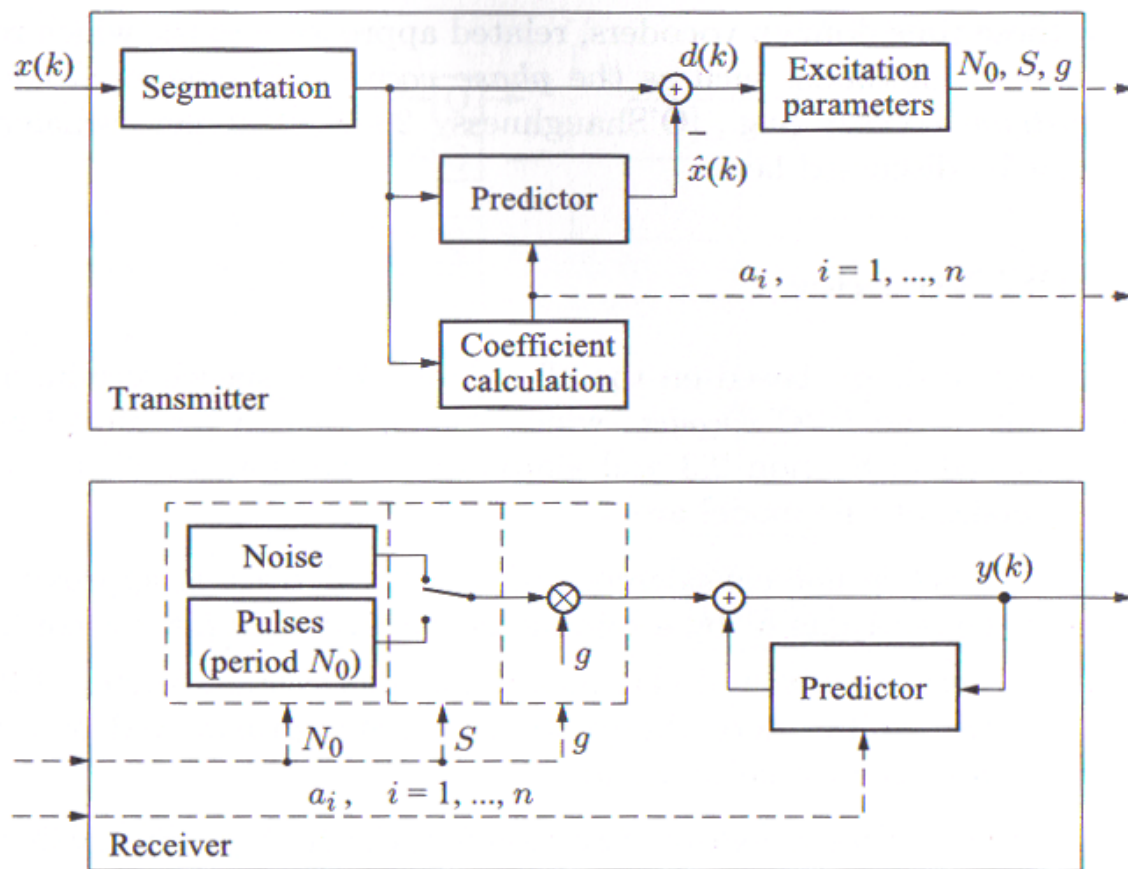 x(k)
Segmentation
d(k)
+
−
x̂(k)
Excitation
parameters
N₀, S, g
Predictor
aᵢ, i = 1, ..., n
Coefficient
calculation
Transmitter
Noise
Pulses
(period N₀)
g
+
y(k)
Predictor
N₀
S
g
aᵢ, i = 1, ..., n
Receiver